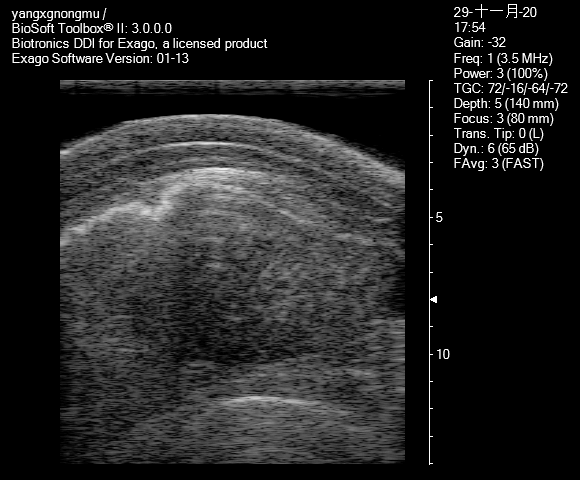 yangxgnongmu /
BioSoft Toolbox® II: 3.0.0.0
Biotronics DDI for Exago, a licensed product
Exago Software Version: 01-13
29-十一月-20
17:54
Gain: -32
Freq: 1 (3.5 MHz)
Power: 3 (100%)
TGC: 72/-16/-64/-72
Depth: 5 (140 mm)
Focus: 3 (80 mm)
Trans. Tip: 0 (L)
Dyn.: 6 (65 dB)
FAvg: 3 (FAST)
5
10